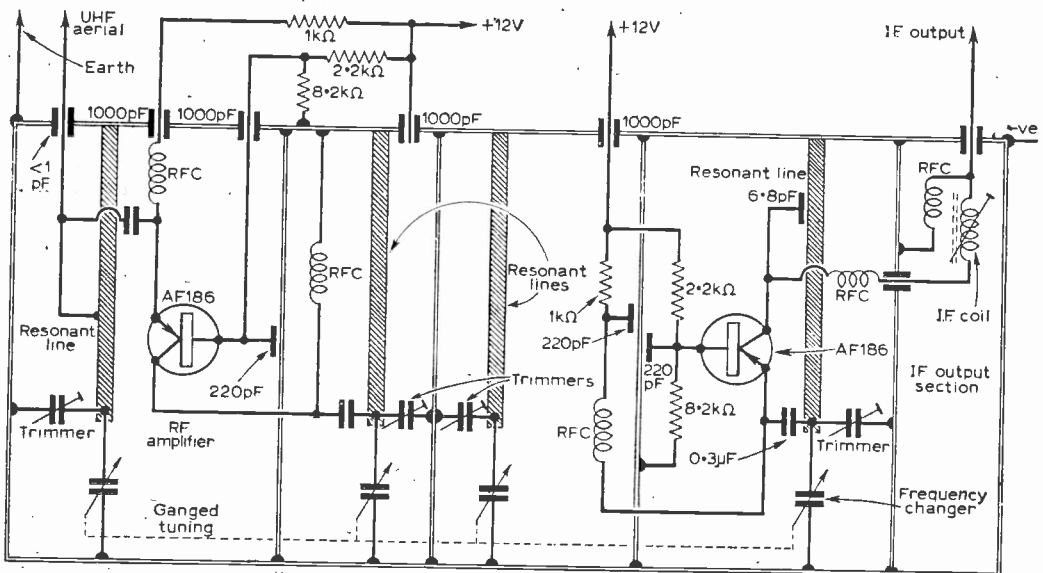 UHF
aerial
Earth
1kΩ
+12V
2·2kΩ
8·2kΩ
+12V
IF output
1000pF
1000pF
1000pF
1000pF
-ve
<1
pF
RFC
RFC
Resonant line
6·8pF
RFC
Resonant
lines
2·2kΩ
1kΩ
RFC
I.F coil
AF186
Resonant
line
220pF
220
pF
AF186
220pF
Trimmers
IF output
section
8·2kΩ
Trimmer
RF
amplifier
RFC
Trimmer
0·3µF
Ganged
tuning
Frequency
changer